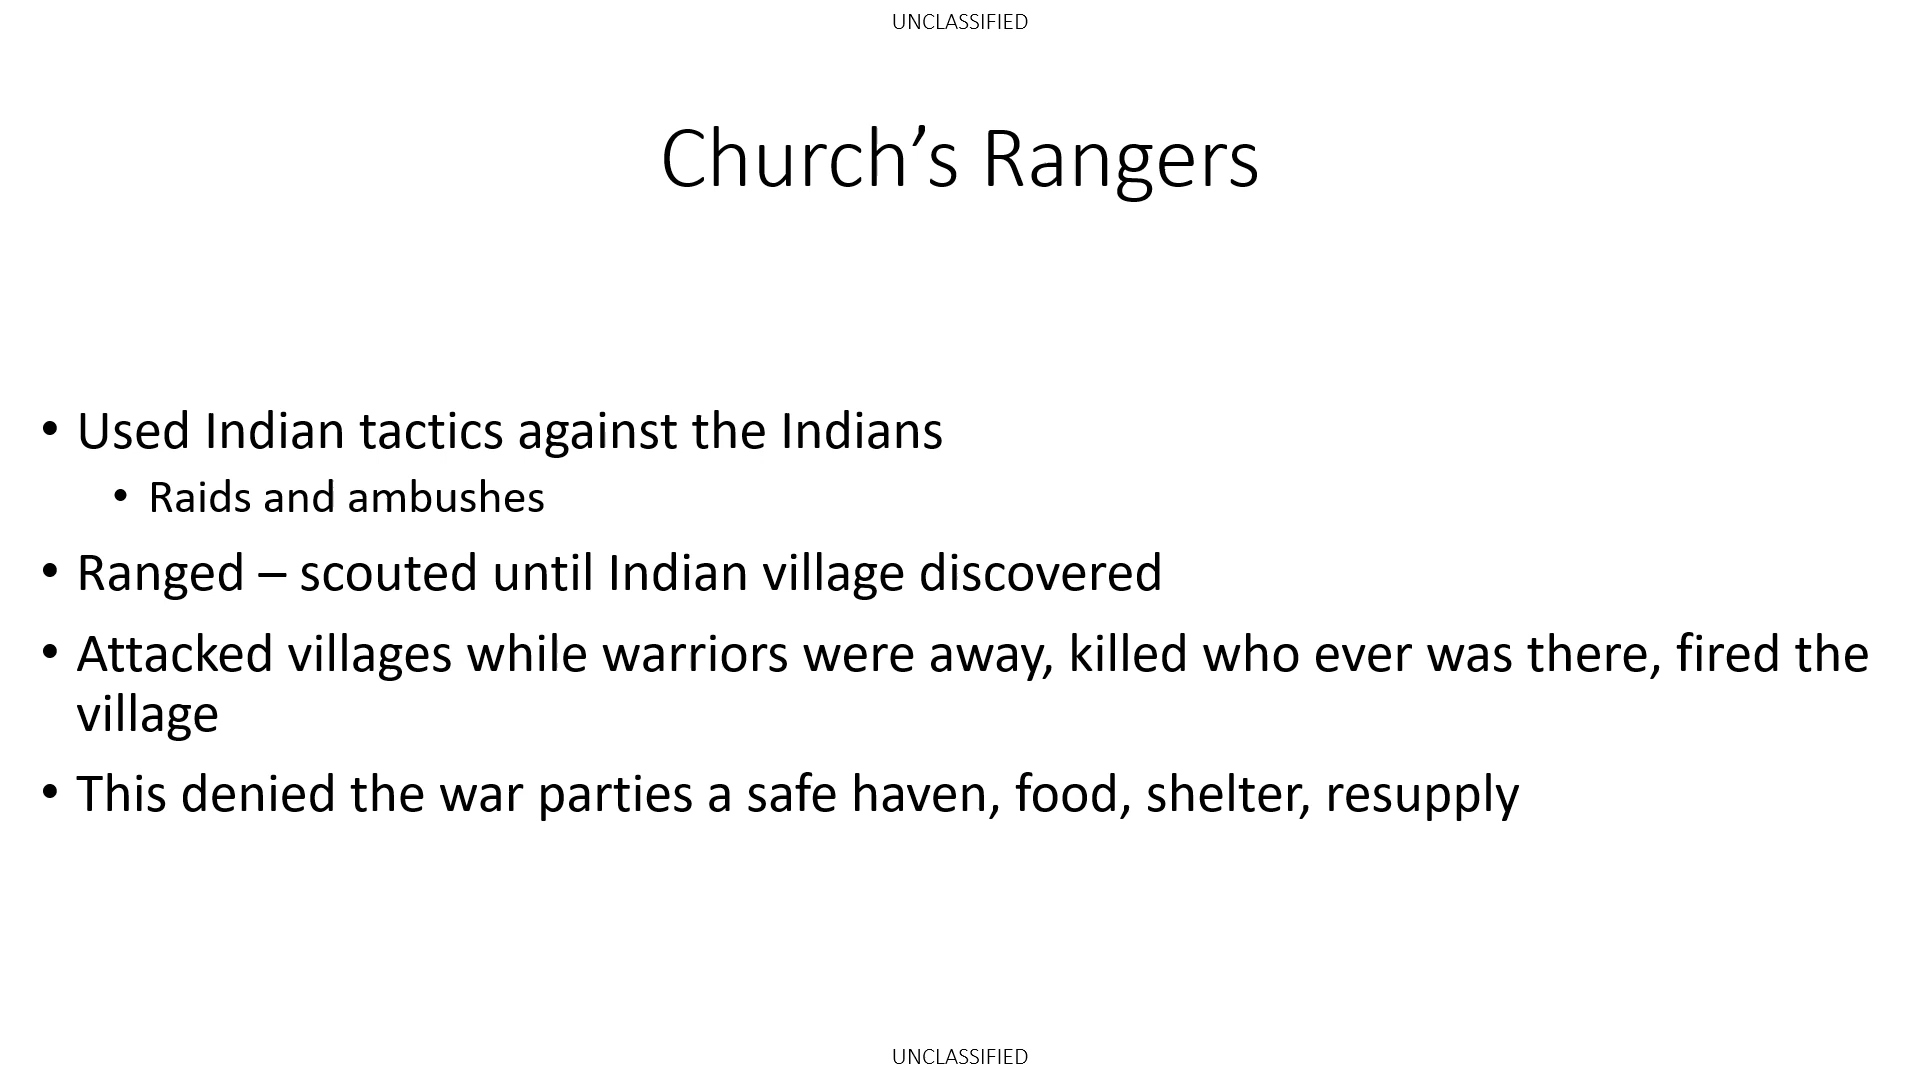 UNCLASSIFIED
Church’s Rangers
• Used Indian tactics against the Indians
• Raids and ambushes
• Ranged – scouted until Indian village discovered
• Attacked villages while warriors were away, killed who ever was there, fired the
village
• This denied the war parties a safe haven, food, shelter, resupply
UNCLASSIFIED